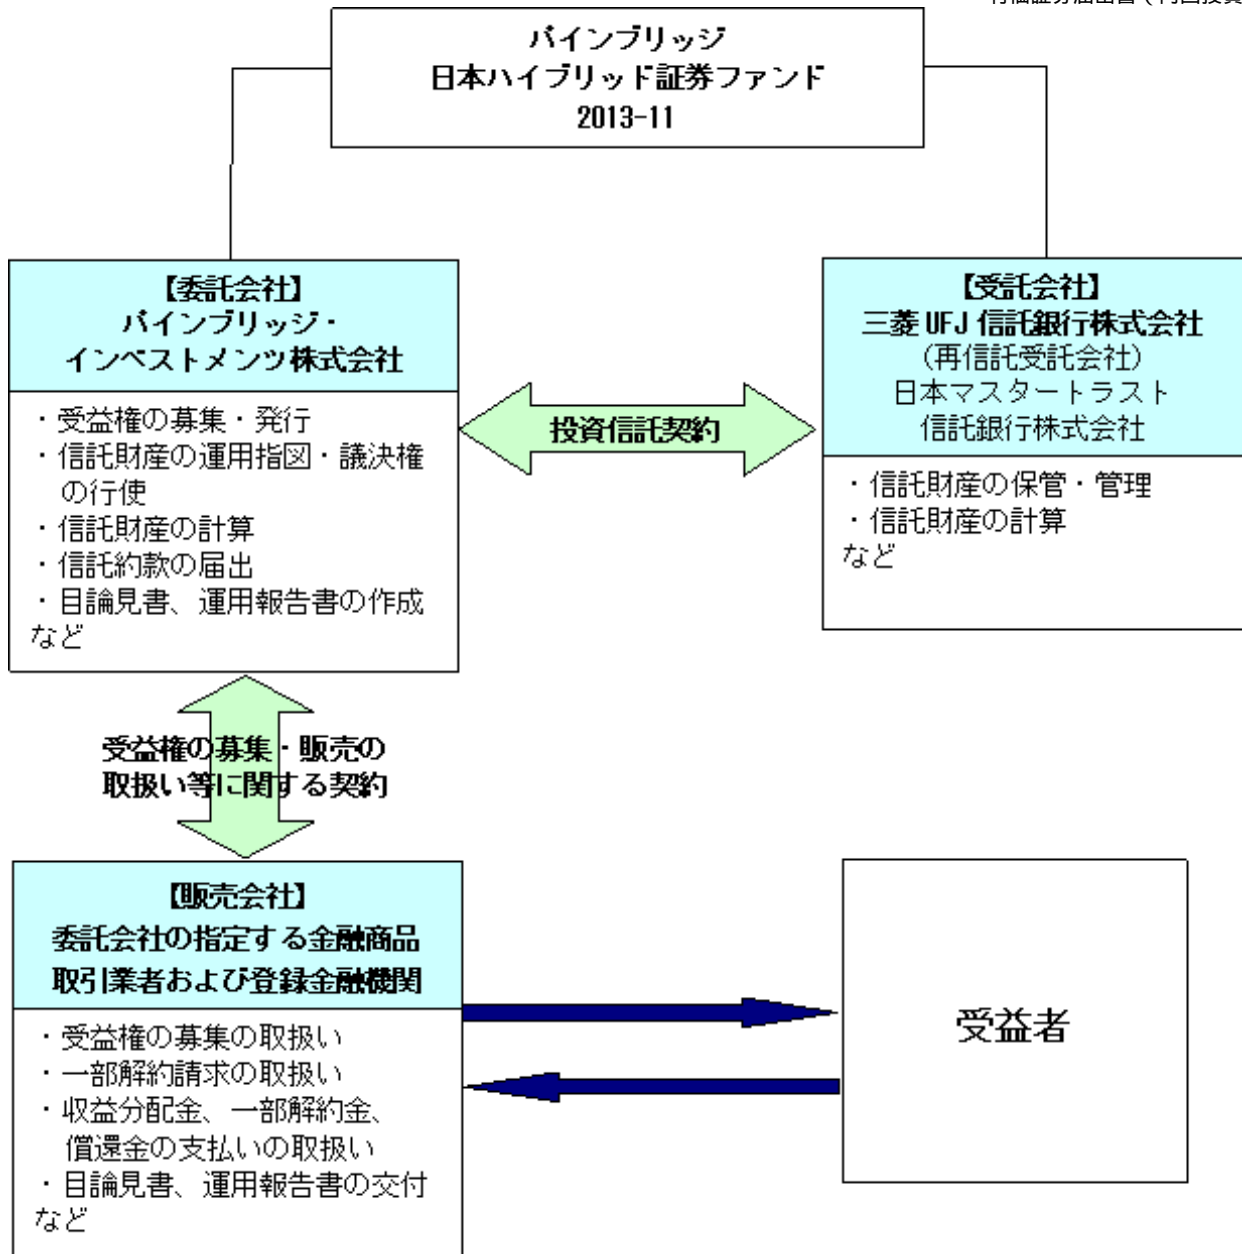 有価証券届出書（内国投資
パインブリッジ
日本ハイブリッド証券ファンド
2013-11
【委託会社】
パインブリッジ・
インベストメンツ株式会社
・受益権の募集・発行
・信託財産の運用指図・議決権
の行使
・信託財産の計算
・信託約款の届出
・目論見書、運用報告書の作成
など
投資信託契約
【受託会社】
三菱UFJ信託銀行株式会社
（再信託受託会社）
日本マスタートラスト
信託銀行株式会社
・信託財産の保管・管理
・信託財産の計算
など
受益権の募集・販売の
取扱い等に関する契約
【販売会社】
委託会社の指定する金融商品
取引業者および登録金融機関
・受益権の募集の取扱い
・一部解約請求の取扱い
・収益分配金、一部解約金、
償還金の支払いの取扱い
・目論見書、運用報告書の交付
など
受益者